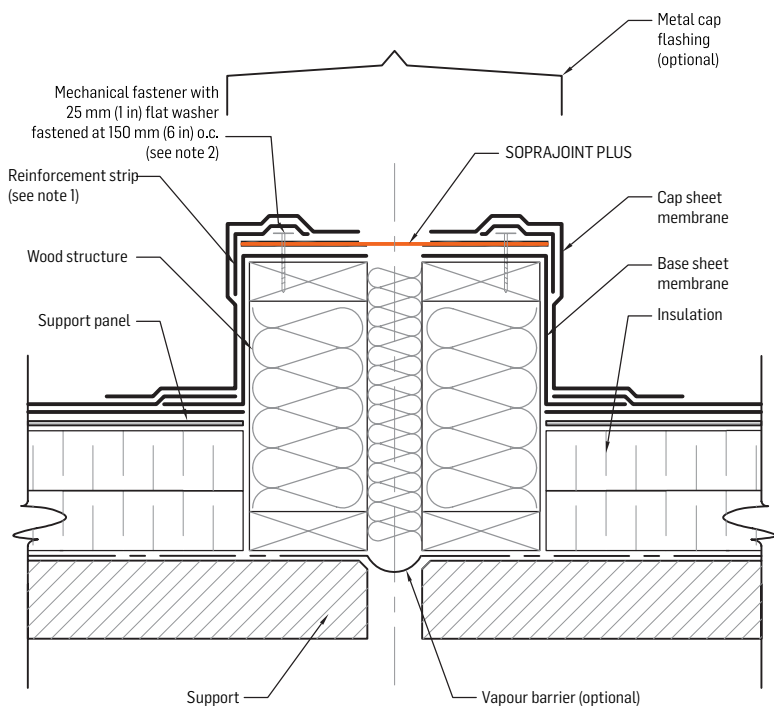 Metal cap
flashing
(optional)
Mechanical fastener with
25 mm (1 in) flat washer
fastened at 150 mm (6 in) o.c.
(see note 2)
SOPRAJOINT PLUS
Reinforcement strip
(see note 1)
Cap sheet
membrane
Wood structure
Base sheet
membrane
Support panel
Insulation
Support
Vapour barrier (optional)